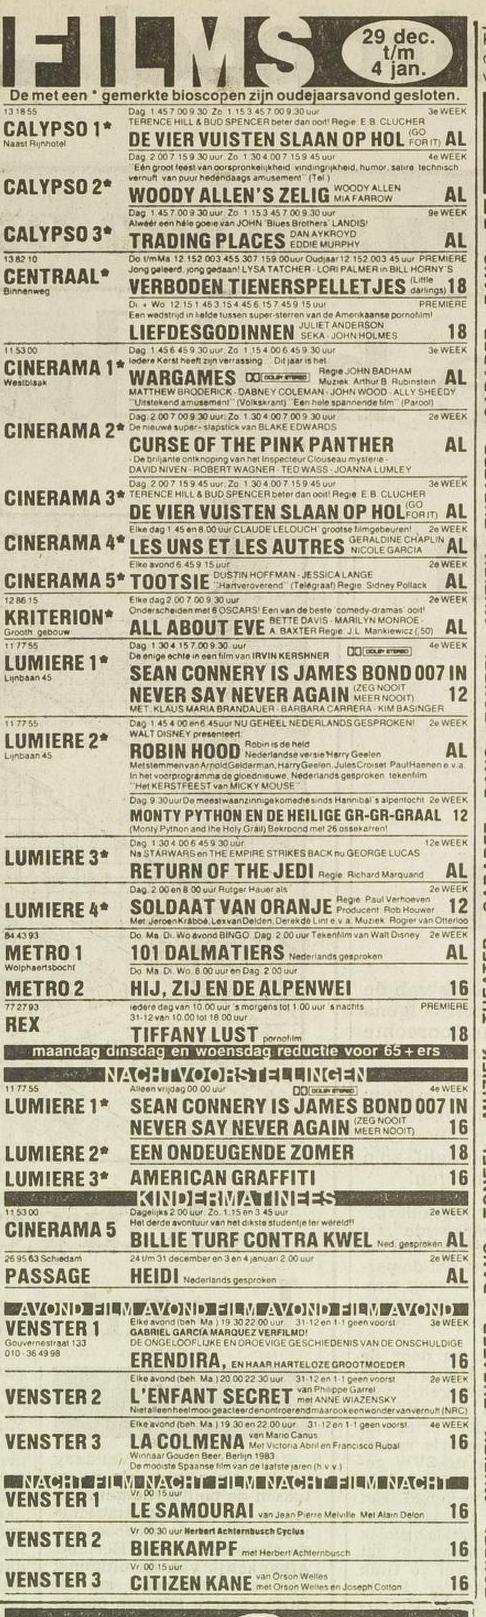 FILMS
29 dec.
t/m
4 jan.
De met een * gemerkte bioscopen zijn oudejaarsavond gesloten.
13 18 55
CALYPSO 1*
Naast Rijnhotel
Dag. 1.45 7.00 9.30 Zo. 1.15 3.45 7.00 9.30 uur
3e WEEK
TERENCE HILL & BUD SPENCER beter dan ooit! Regie: E.B. CLUCHER
DE VIER VUISTEN SLAAN OP HOL (GO FOR IT) AL
CALYPSO 2*
Dag. 2.00 7.15 9.30 uur, Zo. 1.30 4.00 7.15 9.45 uur
4e WEEK
"Eén groot feest van oorspronkelijkheid vindingrijkheid, humor, satire technisch
vernuft van puur hedendaags amusement" (Tel.)
WOODY ALLEN'S ZELIG WOODY ALLEN MIA FARROW AL
CALYPSO 3*
Dag. 1.45 7.00 9.30 uur, Zo. 1.15 3.45 7.00 9.30 uur
9e WEEK
Alwéér een héle goeie van JOHN 'Blues Brothers' LANDIS!
TRADING PLACES DAN AYKROYD EDDIE MURPHY AL
13 82 10
CENTRAAL*
Binnenweg
Do. t/m Ma. 12.15 2.00 3.45 5.30 7.15 9.00 uur Oudjaar 12.15 2.00 3.45 uur PREMIERE
Jong geleerd, jong gedaan! LYSA TATCHER - LORI PALMER in BILL HORNY'S
VERBODEN TIENERSPELLETJES (Little darlings) 18
Di. + Wo. 12.15 1.45 3.15 4.45 6.15 7.45 9.15 uur
PREMIERE
Een wedstrijd in liefde tussen super-sterren van de Amerikaanse pornofilm!
LIEFDESGODINNEN JULIET ANDERSON SEKA - JOHN HOLMES 18
11 53 00
CINERAMA 1*
Westblaak
Dag. 1.45 6.45 9.30 uur, Zo. 1.15 4.00 6.45 9.30 uur
3e WEEK
Iedere Kerst heeft zijn verrassing... Dit jaar is het
WARGAMES DOLBY STEREO Regie JOHN BADHAM Muziek: Arthur B. Rubinstein AL
MATTHEW BRODERICK - DABNEY COLEMAN - JOHN WOOD - ALLY SHEEDY
"Uitstekend amusement" (Volkskrant) "Een hele spannende film" (Parool)
CINERAMA 2*
Dag. 2.00 7.00 9.30 uur, Zo. 1.30 4.00 7.00 9.30 uur
2e WEEK
De nieuwe super-slapstick van BLAKE EDWARDS
CURSE OF THE PINK PANTHER AL
- De briljante ontknoping van het Inspecteur Clouseau mysterie -
DAVID NIVEN - ROBERT WAGNER - TED WASS - JOANNA LUMLEY
CINERAMA 3*
Dag. 2.00 7.15 9.45 uur, Zo. 1.30 4.00 7.15 9.45 uur
3e WEEK
TERENCE HILL & BUD SPENCER beter dan ooit! Regie: E.B. CLUCHER
DE VIER VUISTEN SLAAN OP HOL (GO FOR IT) AL
CINERAMA 4*
Elke dag 1.45 en 8.00 uur CLAUDE LELOUCH' grootse filmgebeuren!
2e WEEK
LES UNS ET LES AUTRES GERALDINE CHAPLIN NICOLE GARCIA AL
CINERAMA 5*
Elke avond 6.45 9.15 uur
2e WEEK
TOOTSIE DUSTIN HOFFMAN - JESSICA LANGE "Hartveroverend" (Telegraaf) Regie: Sidney Pollack AL
12 86 15
KRITERION*
Grooth. gebouw
Elke dag 2.00 7.00 9.30 uur
2e WEEK
Onderscheiden met 6 OSCARS! Een van de beste 'comedy-dramas' ooit!
ALL ABOUT EVE BETTE DAVIS - MARILYN MONROE - A. BAXTER Regie: J.L. Mankiewicz (.50) AL
11 77 55
LUMIERE 1*
Lijnbaan 45
Dag. 1.30 4.15 7.00 9.30 uur
4e WEEK
De enige echte in een film van IRVIN KERSHNER DOLBY STEREO
SEAN CONNERY IS JAMES BOND 007 IN
NEVER SAY NEVER AGAIN (ZEG NOOIT MEER NOOIT) 12
MET: KLAUS MARIA BRANDAUER - BARBARA CARRERA - KIM BASINGER
11 77 55
LUMIERE 2*
Lijnbaan 45
Dag. 1.45 4.00 en 6.45 uur NU GEHEEL NEDERLANDS GESPROKEN!
2e WEEK
WALT DISNEY presenteert:
ROBIN HOOD Robin is de held Nederlandse versie Harry Geelen AL
Met stemmen van Arnold Gelderman, Harry Geelen, Jules Croiset Paul Haenen e.v.a.
In het voorprogramma de gloednieuwe, Nederlands gesproken tekenfilm
"Het KERSTFEEST van MICKY MOUSE"
Dag. 9.30 uur De meest waanzinnige komedie sinds Hannibal's alpentocht
2e WEEK
MONTY PYTHON EN DE HEILIGE GR-GR-GRAAL 12
(Monty Python and the Holy Grail) Bekroond met 26 osse karren!
LUMIERE 3*
Dag. 1.30 4.00 6.45 9.30 uur
12e WEEK
Na STARWARS en THE EMPIRE STRIKES BACK nu GEORGE LUCAS
RETURN OF THE JEDI Regie: Richard Marquand AL
LUMIERE 4*
Dag. 2.00 en 8.00 uur Rutger Hauer als
2e WEEK
SOLDAAT VAN ORANJE Regie: Paul Verhoeven Producent: Rob Houwer 12
Met: Jeroen Krabbé, Lex van Delden, Derek de Lint e.v.a. Muziek: Rogier van Otterloo
84 43 93
METRO 1
Wolphaertsbocht
Do. Ma. Di. Wo avond BINGO. Dag. 2.00 uur Tekenfilm van Walt Disney
2e WEEK
101 DALMATIERS Nederlands gesproken AL
METRO 2
Do. Ma. Di. Wo. 8.00 uur en Dag. 2.00 uur
HIJ, ZIJ EN DE ALPENWEI 16
77 27 93
REX
iedere dag van 10.00 uur 's morgens tot 1.00 uur 's nachts
PREMIERE
31-12 van 10.00 tot 18.00 uur
TIFFANY LUST pornofilm 18
maandag dinsdag en woensdag reductie voor 65+ers
NACHTVOORSTELLINGEN
11 77 55
LUMIERE 1*
Alleen vrijdag 00.00 uur DOLBY STEREO
4e WEEK
SEAN CONNERY IS JAMES BOND 007 IN
NEVER SAY NEVER AGAIN (ZEG NOOIT MEER NOOIT) 16
LUMIERE 2*
EEN ONDEUGENDE ZOMER 18
LUMIERE 3*
AMERICAN GRAFFITI 16
KINDERMATINEES
11 53 00
CINERAMA 5
Dagelijks 2.00 uur, Zo. 1.15 en 3.45 uur
2e WEEK
Het derde avontuur van het dikste studentje ter wereld!!
BILLIE TURF CONTRA KWEL Ned. gesproken AL
26 95 63 Schiedam
PASSAGE
24 t/m 31 december en 3 en 4 januari 2.00 uur
2e WEEK
HEIDI Nederlands gesproken AL
AVOND FILM AVOND FILM AVOND FILM AVOND
VENSTER 1
Gouvernestraat 133
010 - 36 49 98
Elke avond (beh. Ma.) 19.30 22.00 uur 31-12 en 1-1 geen voorst.
3e WEEK
GABRIEL GARCIA MARQUEZ VERFILMD!
DE ONGELOOFLIJKE EN DROEVIGE GESCHIEDENIS VAN DE ONSCHULDIGE
ERENDIRA, EN HAAR HARTELOZE GROOTMOEDER 16
VENSTER 2
Elke avond (beh. Ma.) 20.00 22.30 uur 31-12 en 1-1 geen voorst.
2e WEEK
L'ENFANT SECRET van Philippe Garrel met ANNE WIAZENSKY 16
Niet alleen heel mooi geacteerd en ontroerend maar ook een wonder van vernuft (NRC)
VENSTER 3
Elke avond (beh. Ma.) 19.30 en 22.00 uur 31-12 en 1-1 geen voorst.
4e WEEK
LA COLMENA van Mario Canus Met Victoria Abril en Francisco Rubal 16
Winnaar Gouden Beer, Berlijn 1983
De mooiste Spaanse film van de laatste jaren (h.v.v.)
NACHT FILM NACHT FILM NACHT FILM NACHT
VENSTER 1
Vr. 00.15 uur
LE SAMOURAI van Jean Pierre Melville Met Alain Delon 16
VENSTER 2
Vr. 00.30 uur Herbert Achternbusch Cyclus
BIERKAMPF met Herbert Achternbusch 16
VENSTER 3
Vr. 00.15 uur
CITIZEN KANE van Orson Welles met Orson Welles en Joseph Cotton 16